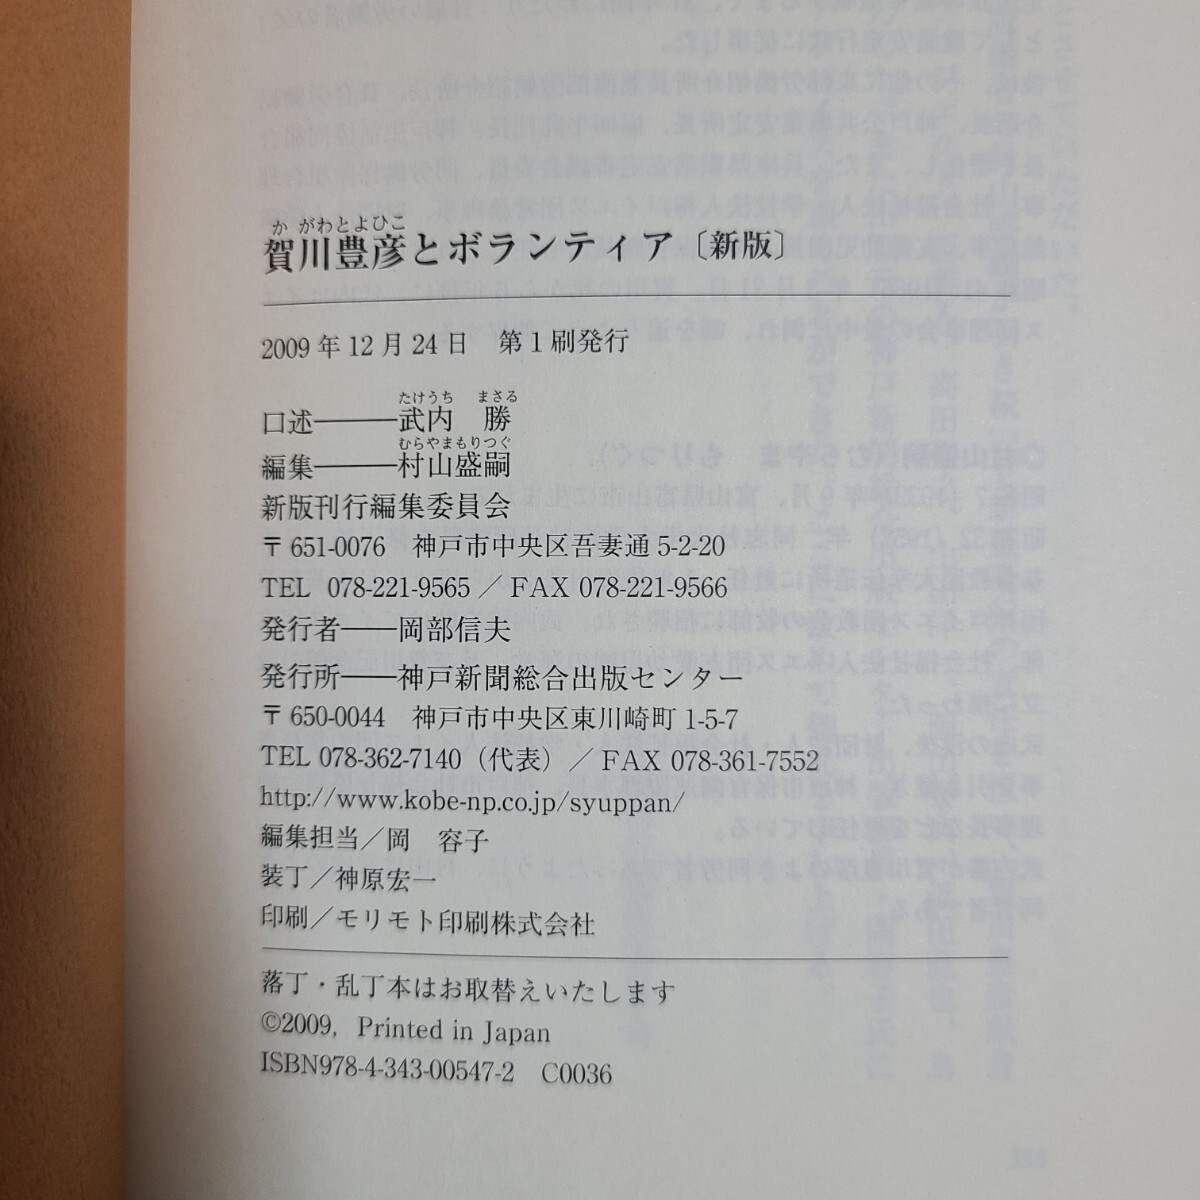 か がわとよひこ
賀川豊彦とボランティア〔新版〕
2009年12月24日　第1刷発行
たけうち　まさる
口述―――武内　勝
むらやまもりつぐ
編集―――村山盛嗣
新版刊行編集委員会
〒651-0076　神戸市中央区吾妻通5-2-20
TEL 078-221-9565／FAX 078-221-9566
発行者――岡部信夫
発行所――神戸新聞総合出版センター
〒650-0044　神戸市中央区東川崎町1-5-7
TEL 078-362-7140（代表）／FAX 078-361-7552
http://www.kobe-np.co.jp/syuppan/
編集担当／岡　容子
装丁／神原宏一
印刷／モリモト印刷株式会社
落丁・乱丁本はお取替えいたします
©2009, Printed in Japan
ISBN978-4-343-00547-2　C0036